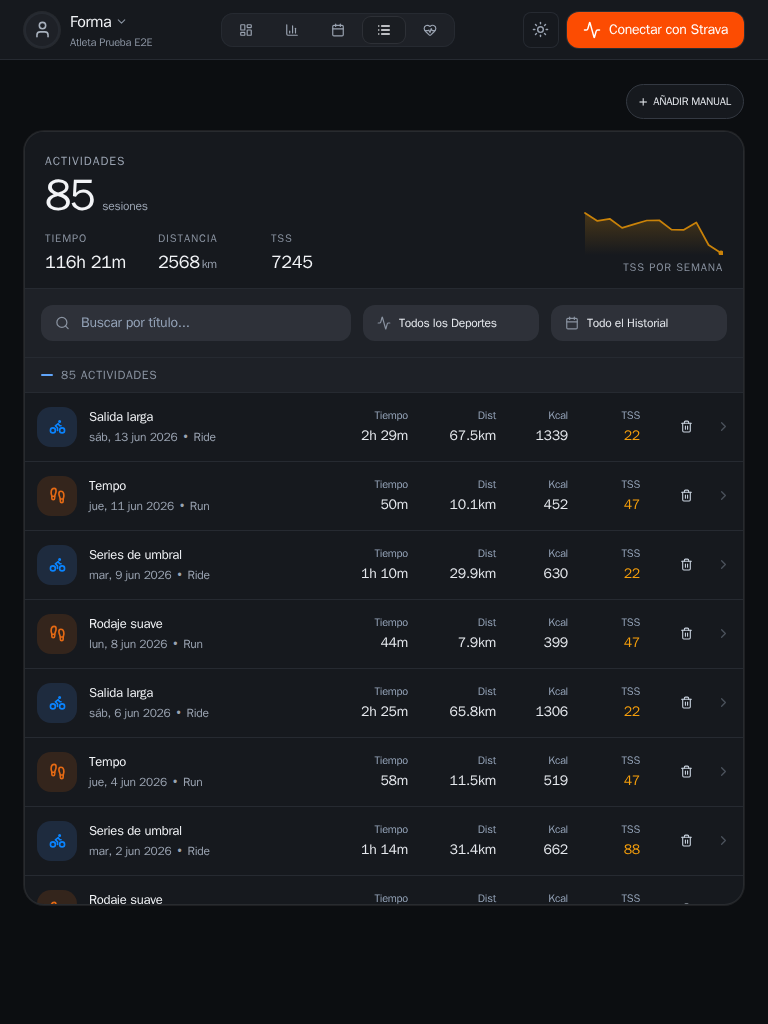 Forma
Atleta Prueba E2E
Conectar con Strava
+ AÑADIR MANUAL
ACTIVIDADES
85 sesiones
TIEMPO DISTANCIA TSS
116h 21m 2568 km 7245
TSS POR SEMANA
Buscar por título... Todos los Deportes Todo el Historial
85 ACTIVIDADES
Salida larga Tiempo Dist Kcal TSS
sáb, 13 jun 2026 • Ride 2h 29m 67.5km 1339 22
Tempo Tiempo Dist Kcal TSS
jue, 11 jun 2026 • Run 50m 10.1km 452 47
Series de umbral Tiempo Dist Kcal TSS
mar, 9 jun 2026 • Ride 1h 10m 29.9km 630 22
Rodaje suave Tiempo Dist Kcal TSS
lun, 8 jun 2026 • Run 44m 7.9km 399 47
Salida larga Tiempo Dist Kcal TSS
sáb, 6 jun 2026 • Ride 2h 25m 65.8km 1306 22
Tempo Tiempo Dist Kcal TSS
jue, 4 jun 2026 • Run 58m 11.5km 519 47
Series de umbral Tiempo Dist Kcal TSS
mar, 2 jun 2026 • Ride 1h 14m 31.4km 662 88
Rodaje suave Tiempo Dist Kcal TSS